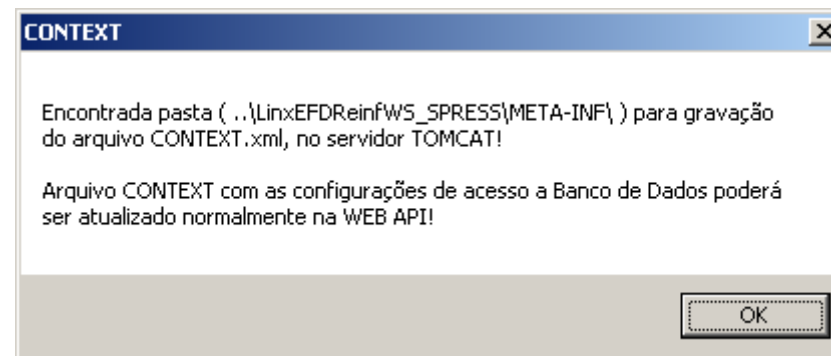 CONTEXT
Encontrada pasta ( ..\LinxEFDReinfWS_SPRESS\META-INF\ ) para gravação
do arquivo CONTEXT.xml, no servidor TOMCAT!
Arquivo CONTEXT com as configurações de acesso a Banco de Dados poderá
ser atualizado normalmente na WEB API!
OK